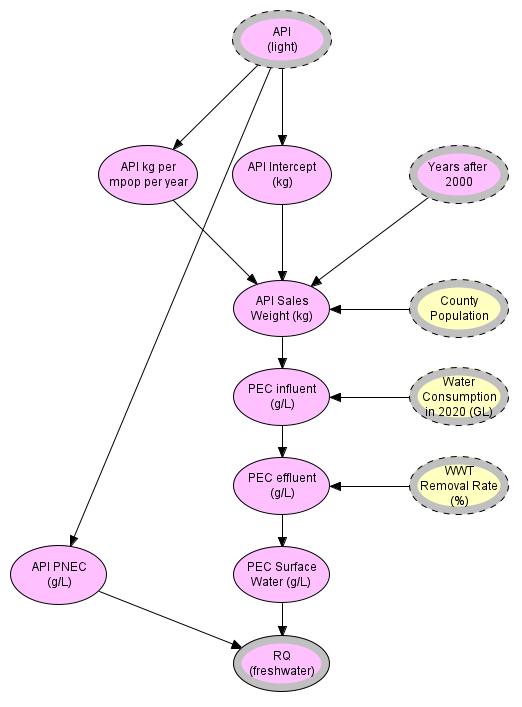 API
(light)
API kg per
mpop per year
API Intercept
(kg)
Years after
2000
API Sales
Weight (kg)
County
Population
PEC influent
(g/L)
Water
Consumption
in 2020 (GL)
PEC effluent
(g/L)
WWT
Removal Rate
(%)
API PNEC
(g/L)
PEC Surface
Water (g/L)
RQ
(freshwater)